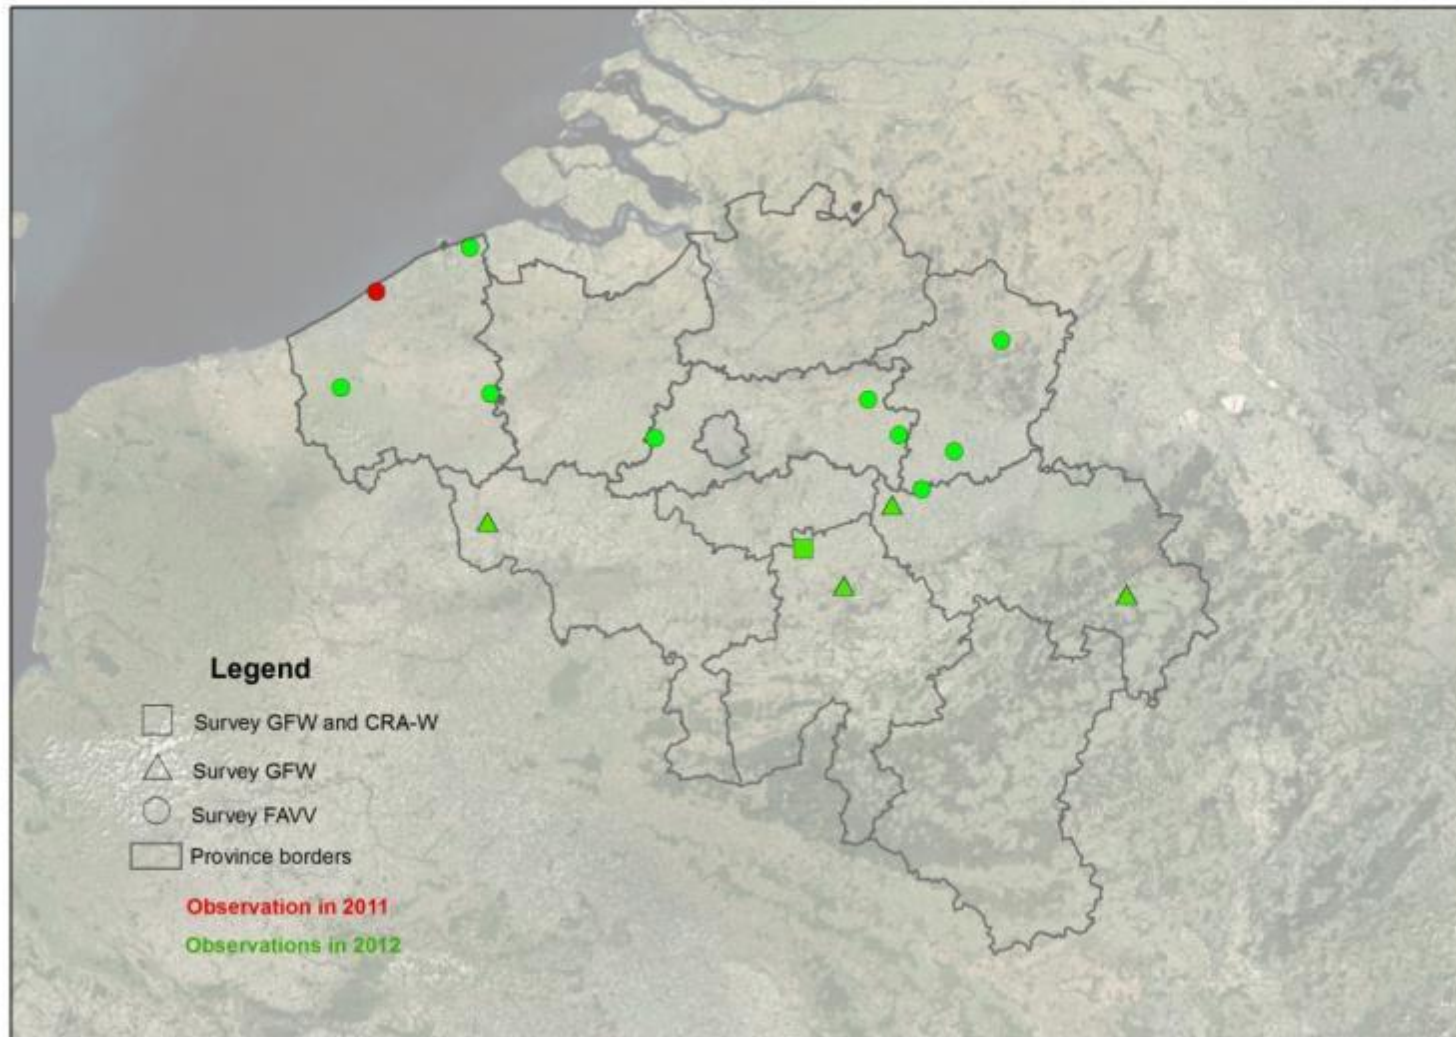 Legend
Survey GFW and CRA-W
Survey GFW
Survey FAVV
Province borders
Observation in 2011
Observations in 2012